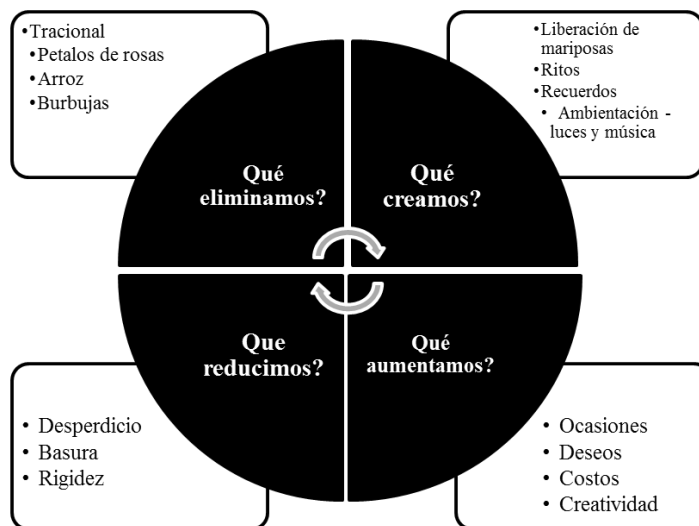 •Tracional
•Petalos de rosas
•Arroz
•Burbujas
•Liberación de
mariposas
•Ritos
•Recuerdos
• Ambientación -
luces y música
Qué
eliminamos?
Qué
creamos?
Que
reducimos?
Qué
aumentamos?
• Desperdicio
• Basura
• Rigidez
• Ocasiones
• Deseos
• Costos
• Creatividad